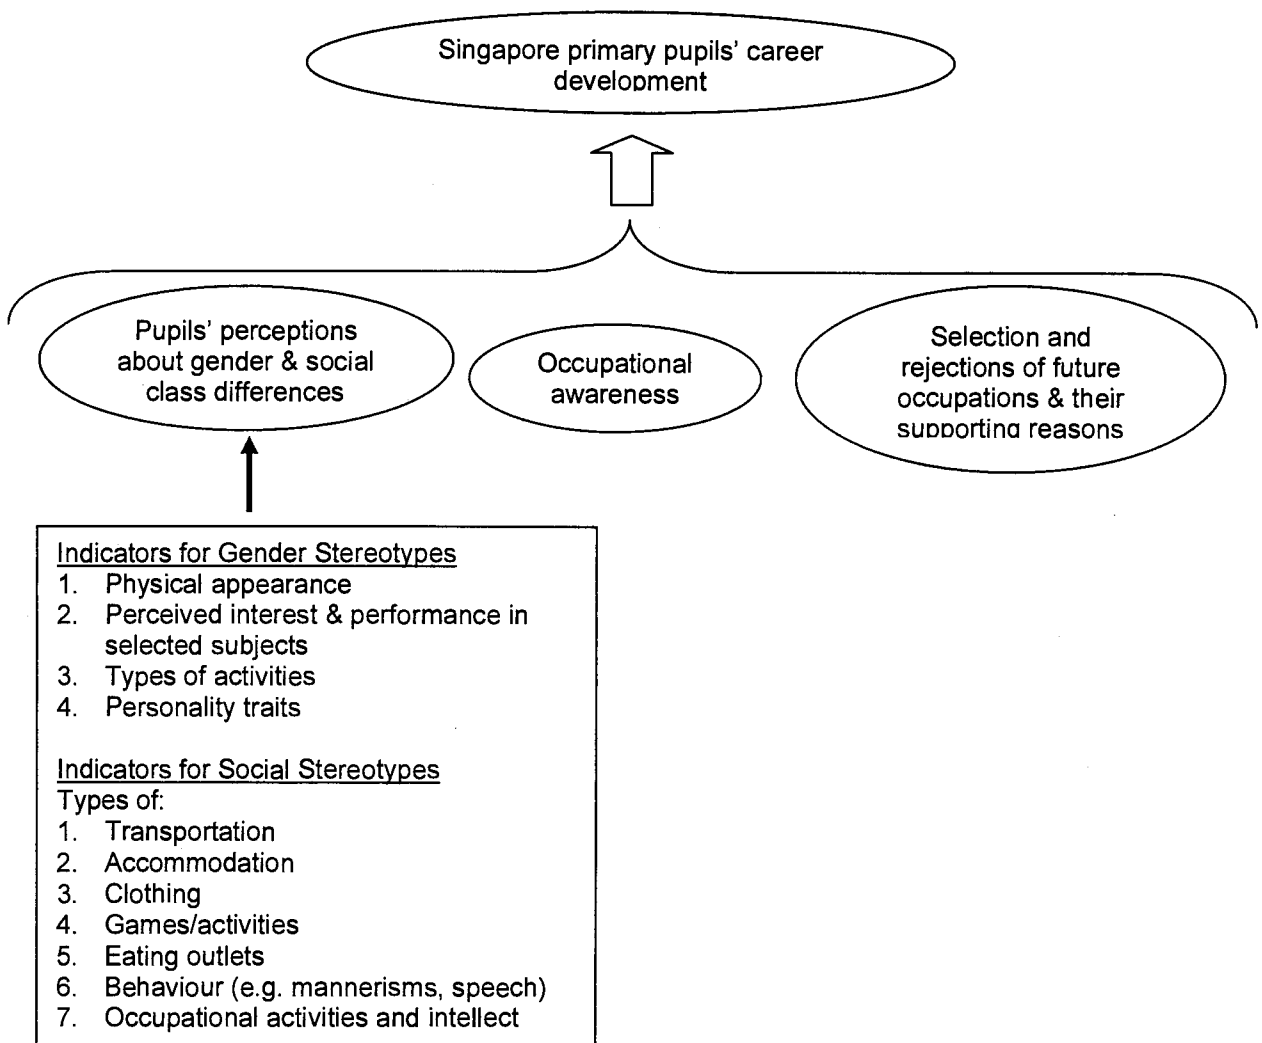 Singapore primary pupils' career
development
Pupils' perceptions
about gender & social
class differences
Occupational
awareness
Selection and
rejections of future
occupations & their
supporting reasons
Indicators for Gender Stereotypes
1. Physical appearance
2. Perceived interest & performance in
selected subjects
3. Types of activities
4. Personality traits
Indicators for Social Stereotypes
Types of:
1. Transportation
2. Accommodation
3. Clothing
4. Games/activities
5. Eating outlets
6. Behaviour (e.g. mannerisms, speech)
7. Occupational activities and intellect